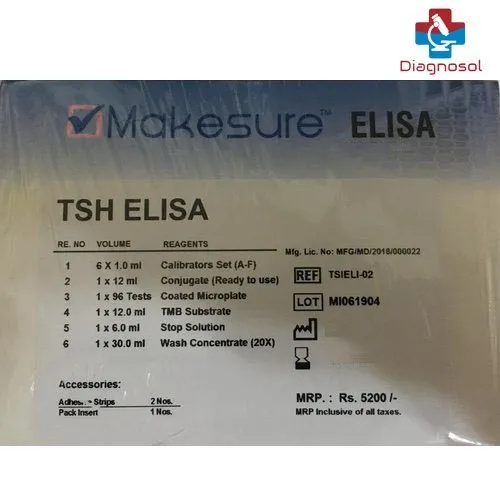 Diagnosol
Makesure™ ELISA
TSH ELISA
RE. NO VOLUME REAGENTS
Mfg. Lic. No: MFG/MD/2018/000022
1 6 X 1.0 ml Calibrators Set (A-F)
2 1 x 12 ml Conjugate (Ready to use)
3 1 x 96 Tests Coated Microplate
4 1 x 12.0 ml TMB Substrate
5 1 x 6.0 ml Stop Solution
6 1 x 30.0 ml Wash Concentrate (20X)
REF TSIELI-02
LOT MI061904
Accessories:
Strips 2 Nos.
Pack Insert 1 Nos.
MRP. : Rs. 5200 /-
MRP Inclusive of all taxes.